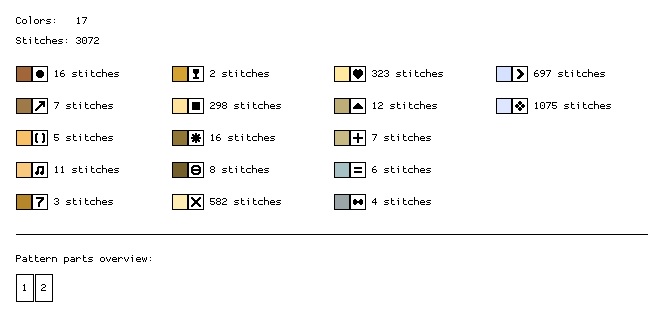 Colors: 17
Stitches: 3072
16 stitches 2 stitches 323 stitches 697 stitches
7 stitches 298 stitches 12 stitches 1075 stitches
5 stitches 16 stitches 7 stitches
11 stitches 8 stitches 6 stitches
7 3 stitches 582 stitches 4 stitches
Pattern parts overview:
1 2